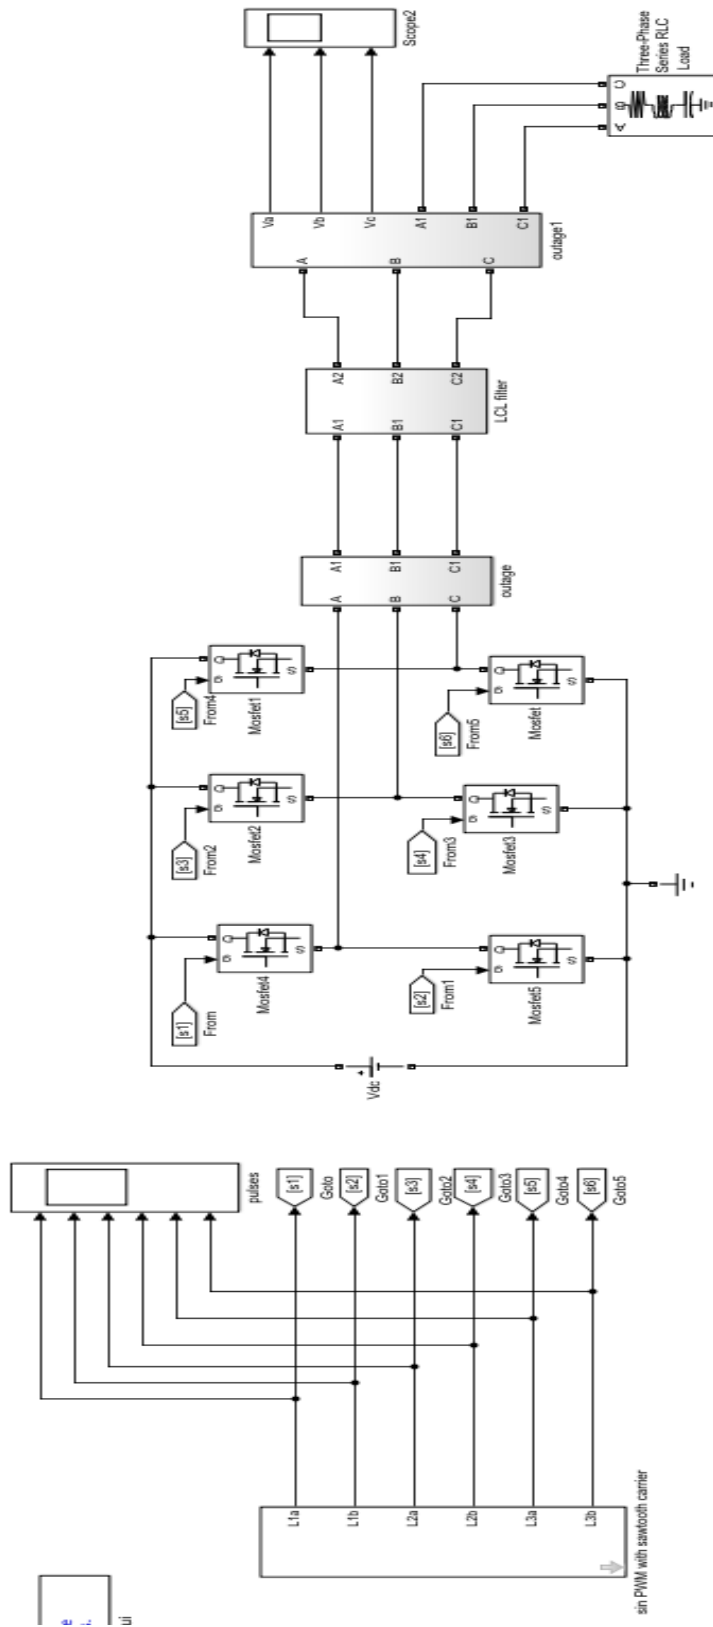 Scope2
Three-Phase
Series RLC
Load
A
B
C
Va
Vb
Vc
A1
B1
C1
A
B
C
outage1
A2
B2
C2
A1
B1
C1
LCL filter
A1
B1
C1
A
B
C
outage
[s5]
From4
Mosfet1
[s6]
From5
Mosfet
[s3]
From2
Mosfet2
[s4]
From3
Mosfet3
[s1]
From
Mosfet4
[s2]
From1
Mosfet5
+
Vdc
pulses
[s1]
Goto
[s2]
Goto1
[s3]
Goto2
[s4]
Goto3
[s5]
Goto4
[s6]
Goto5
L1a
L1b
L2a
L2b
L3a
L3b
sin PWM with sawtooth carrier
e
s.
ui